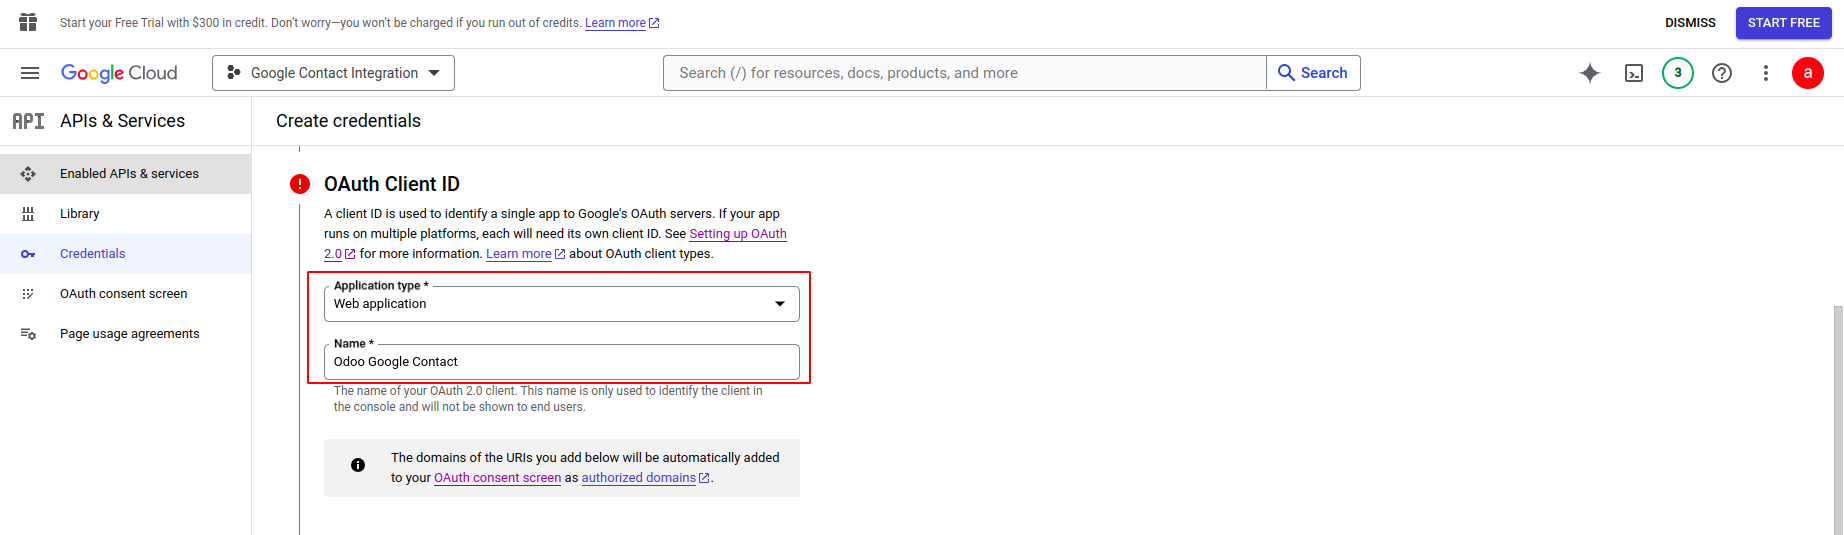 Start your Free Trial with $300 in credit. Don't worry—you won't be charged if you run out of credits. Learn more
DISMISS
START FREE
Google Cloud
Google Contact Integration
Search (/) for resources, docs, products, and more
Search
3
a
API
APIs & Services
Create credentials
Enabled APIs & services
Library
Credentials
OAuth consent screen
Page usage agreements
OAuth Client ID
A client ID is used to identify a single app to Google's OAuth servers. If your app
runs on multiple platforms, each will need its own client ID. See Setting up OAuth
2.0 for more information. Learn more about OAuth client types.
Application type *
Web application
Name *
Odoo Google Contact
The name of your OAuth 2.0 client. This name is only used to identify the client in
the console and will not be shown to end users.
The domains of the URIs you add below will be automatically added
to your OAuth consent screen as authorized domains.